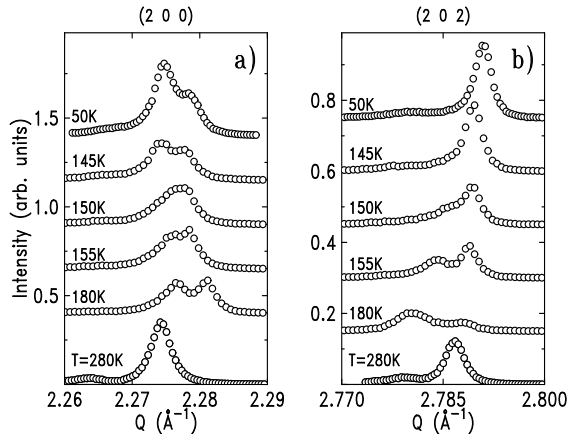 (2 0 0)
(2 0 2)
a)
b)
Intensity (arb. units)
1.5
1.0
0.5
50K
145K
150K
155K
180K
T=280K
2.26
2.27
2.28
2.29
Q (Å⁻¹)
0.8
0.6
0.4
0.2
50K
145K
150K
155K
180K
T=280K
2.770
2.785
2.800
Q (Å⁻¹)